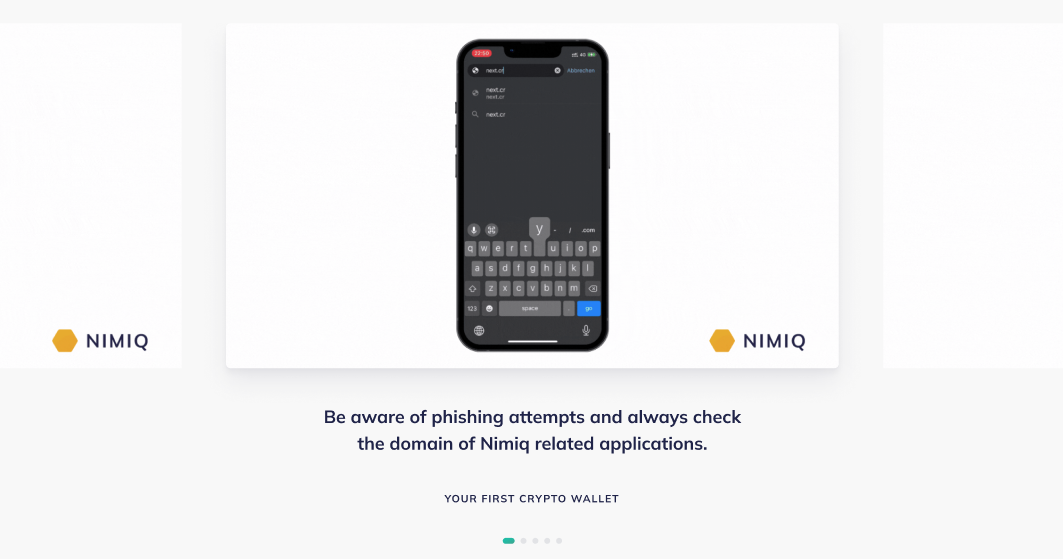 22:50
4G
next.cr
Abbrechen
next.cr
next.cr
next.cr
y - / .com
q w e r t u i o p
a s d f g h j k l
z x c v b n m
123 space . go
NIMIQ
NIMIQ
Be aware of phishing attempts and always check
the domain of Nimiq related applications.
YOUR FIRST CRYPTO WALLET